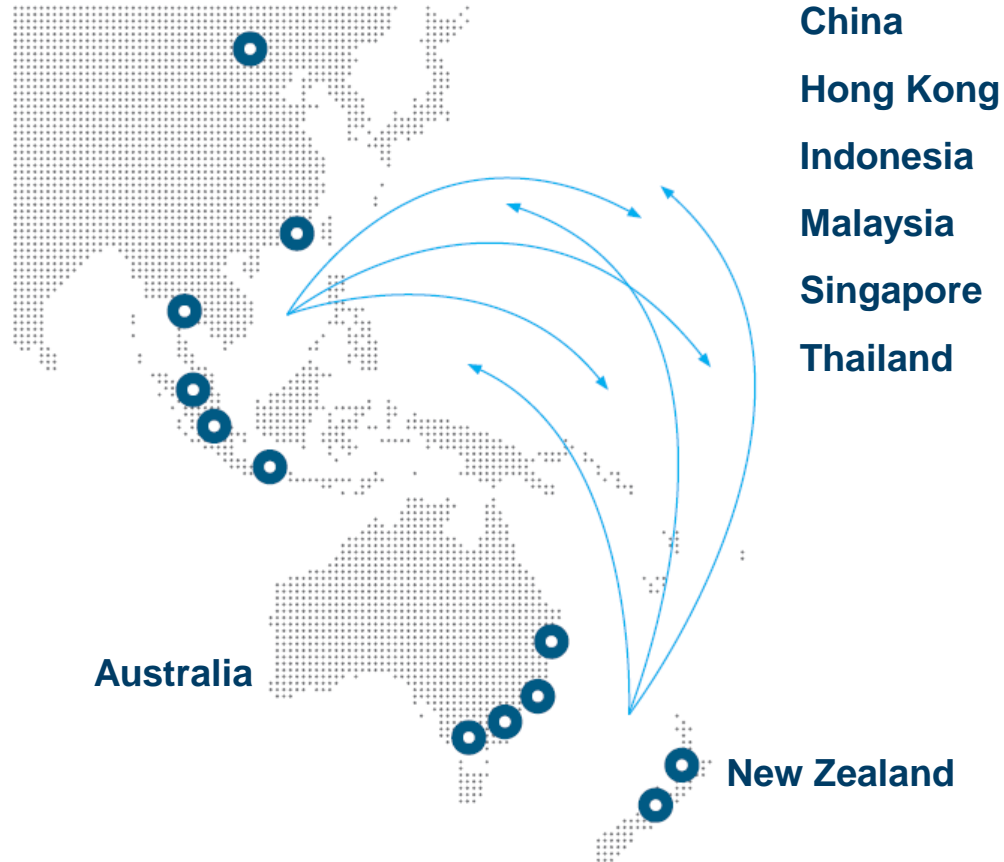 China
Hong Kong
Indonesia
Malaysia
Singapore
Thailand
Australia
New Zealand